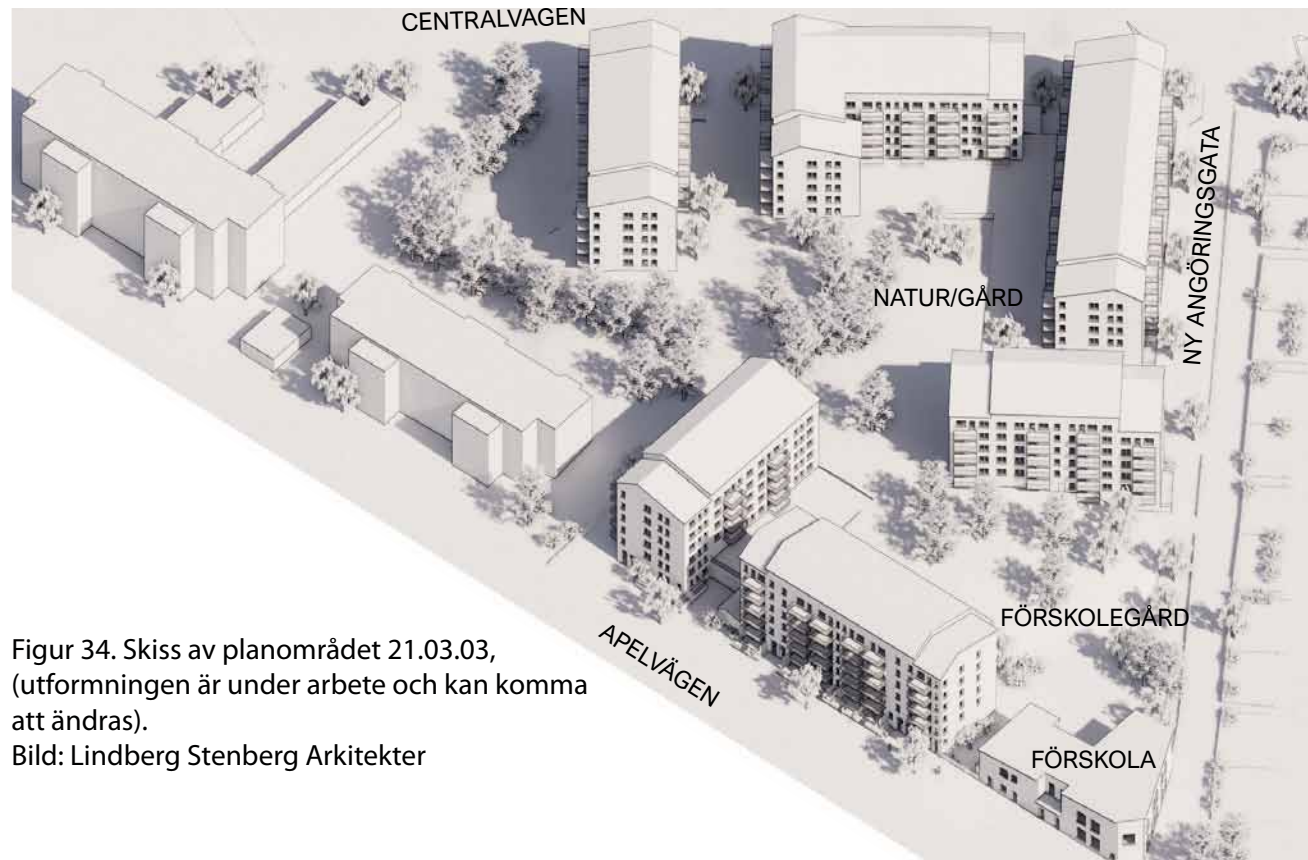 CENTRALVÄGEN
NY ANGÖRINGSGATA
NATUR/GÅRD
FÖRSKOLEGÅRD
APELVÄGEN
FÖRSKOLA
Figur 34. Skiss av planområdet 21.03.03,
(utformningen är under arbete och kan komma
att ändras).
Bild: Lindberg Stenberg Arkitekter